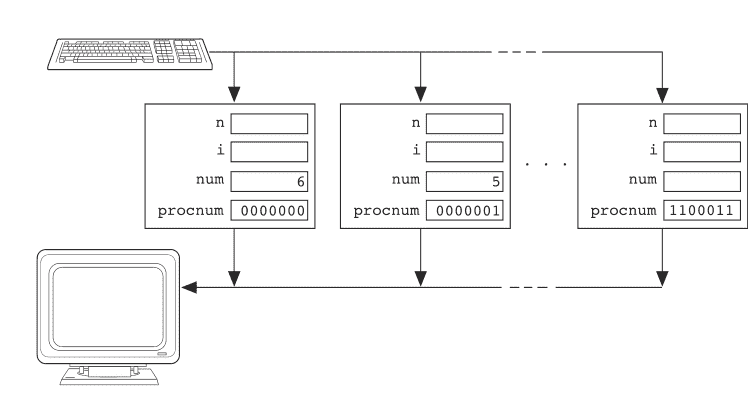 n n n
i i . . . i
num 6 num 5 num
procnum 0000000 procnum 0000001 procnum 1100011